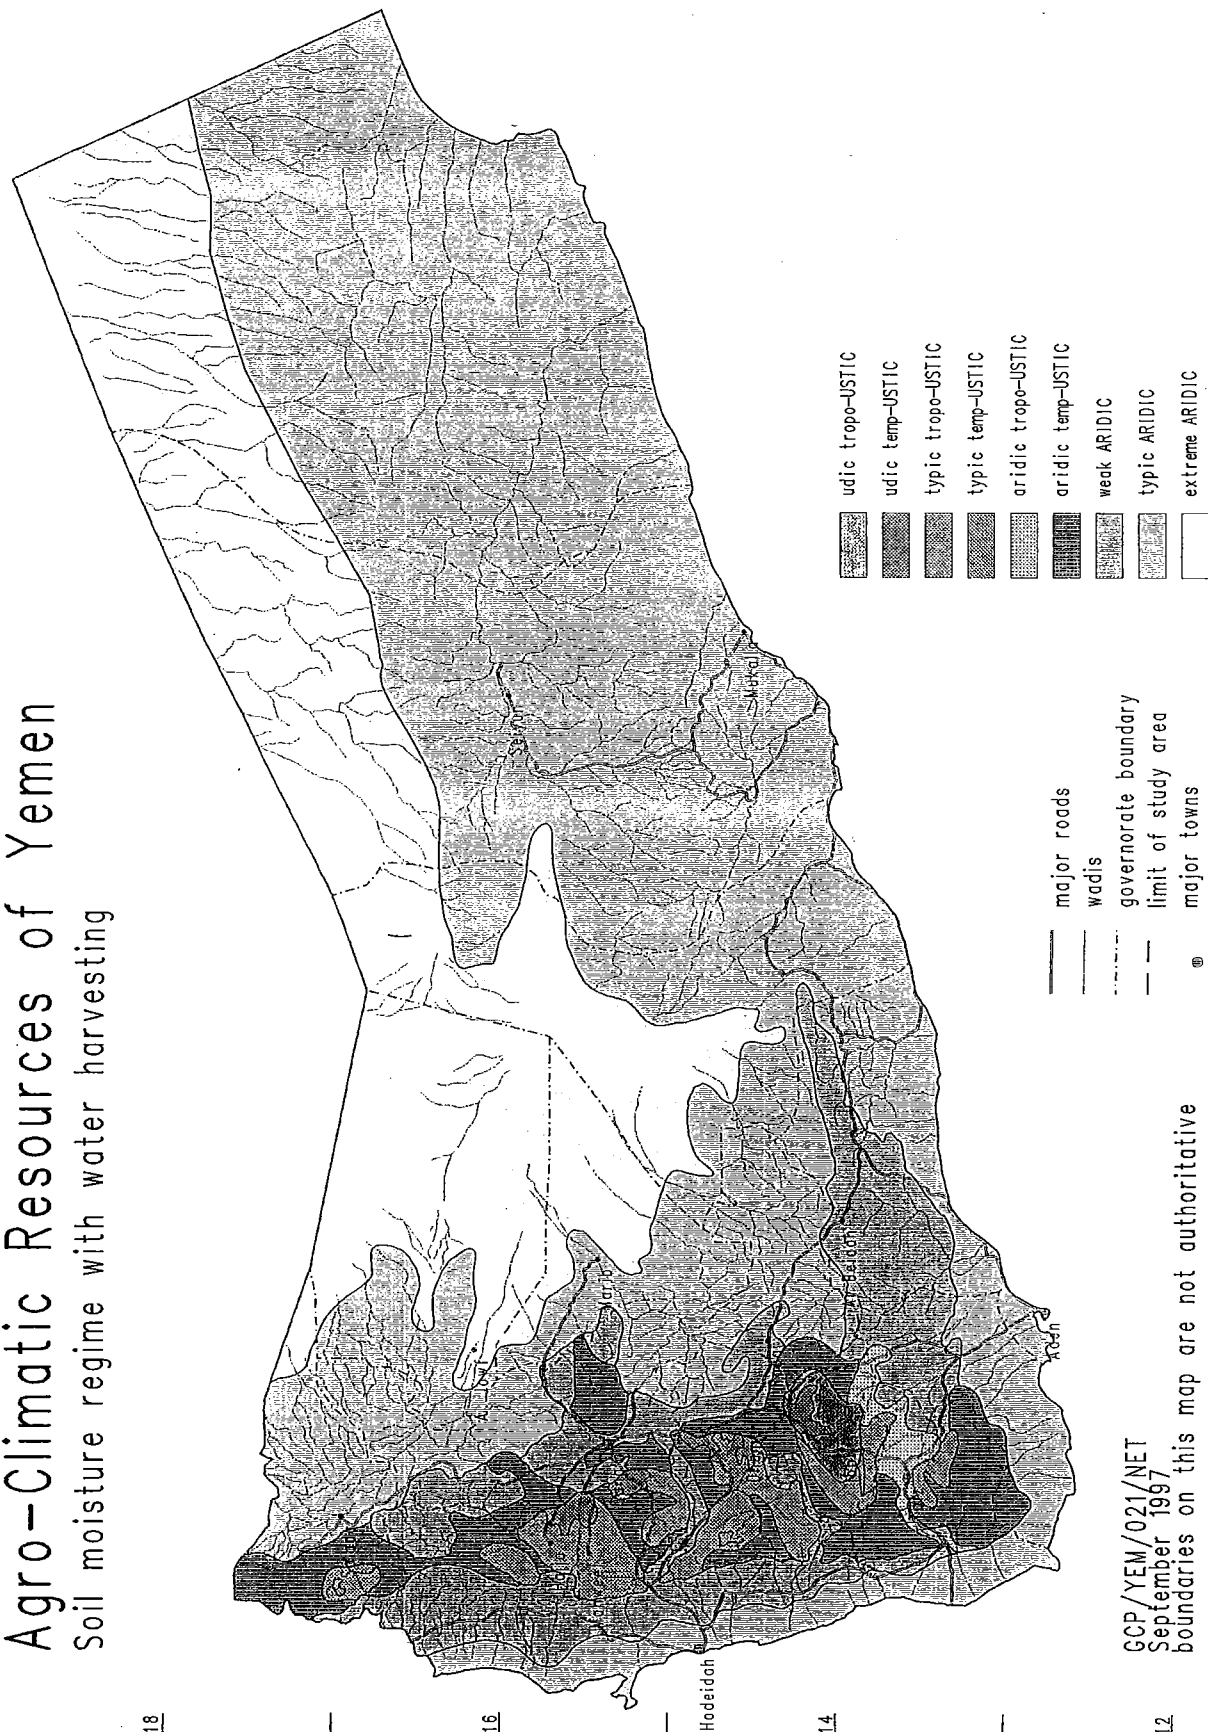 Agro-Climatic Resources of Yemen
Soil moisture regime with water harvesting
18
16
14
12
Hodeidah
Aden
Mukalla
udic tropo-USTIC
udic temp-USTIC
typic tropo-USTIC
typic temp-USTIC
aridic tropo-USTIC
aridic temp-USTIC
weak ARIDIC
typic ARIDIC
extreme ARIDIC
major roads
wadis
governorate boundary
limit of study area
major towns
GCP/YEM/021/NET
September 1997
boundaries on this map are not authoritative